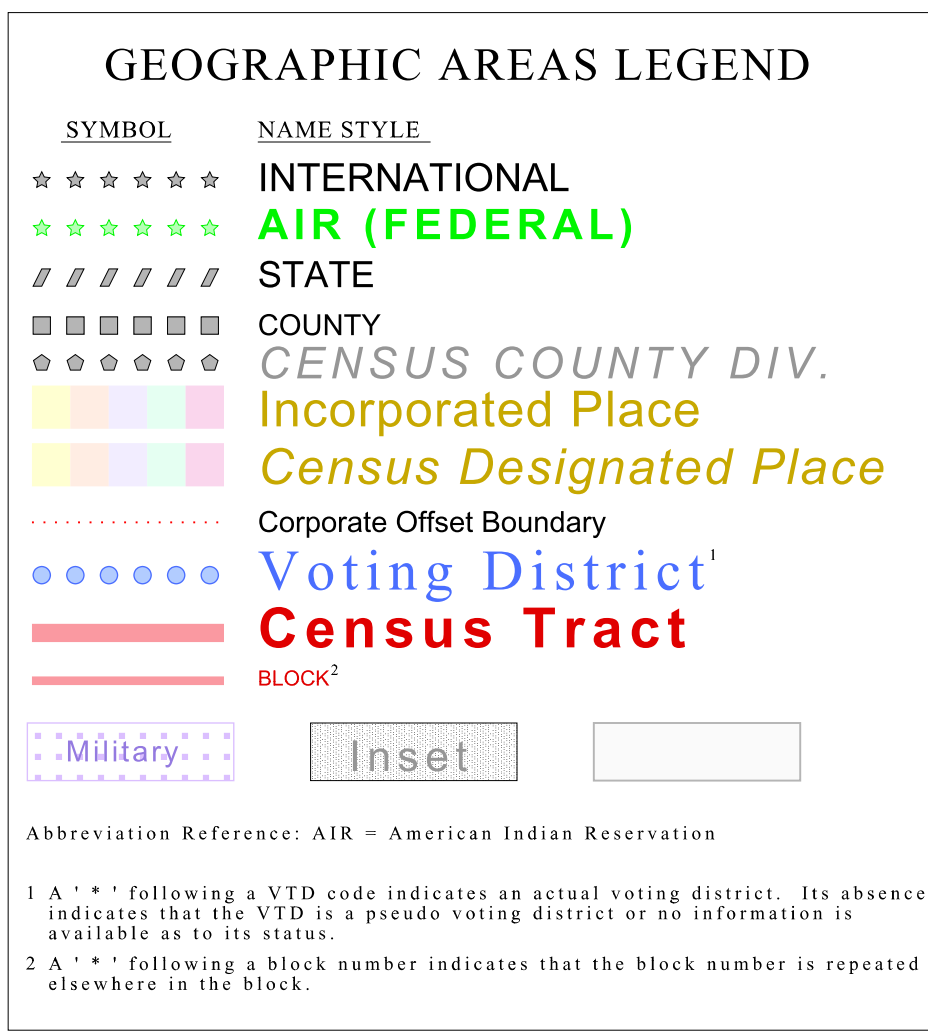 GEOGRAPHIC AREAS LEGEND
SYMBOL NAME STYLE
INTERNATIONAL
AIR (FEDERAL)
STATE
COUNTY
CENSUS COUNTY DIV.
Incorporated Place
Census Designated Place
Corporate Offset Boundary
Voting District¹
Census Tract
BLOCK²
Military Inset
Abbreviation Reference: AIR = American Indian Reservation
1 A ' * ' following a VTD code indicates an actual voting district. Its absence
indicates that the VTD is a pseudo voting district or no information is
available as to its status.
2 A ' * ' following a block number indicates that the block number is repeated
elsewhere in the block.